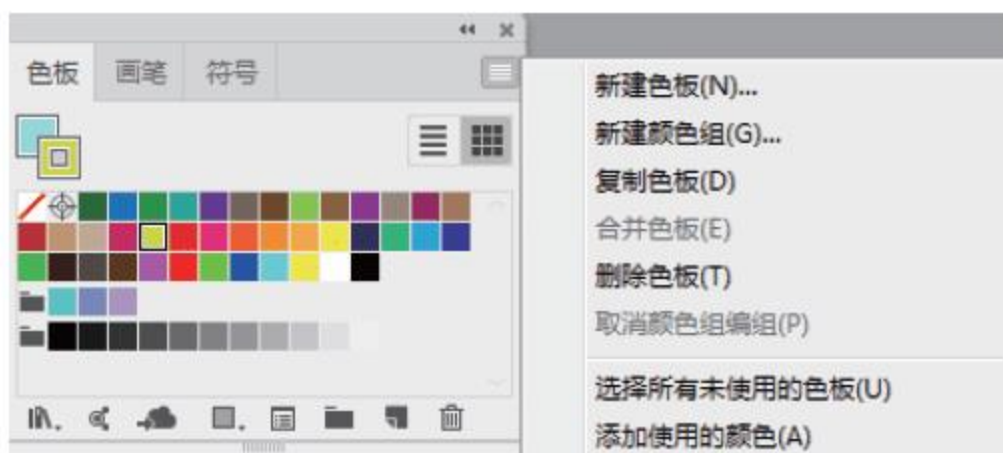 色板 画笔 符号
新建色板(N)...
新建颜色组(G)...
复制色板(D)
合并色板(E)
删除色板(T)
取消颜色组编组(P)
选择所有未使用的色板(U)
添加使用的颜色(A)